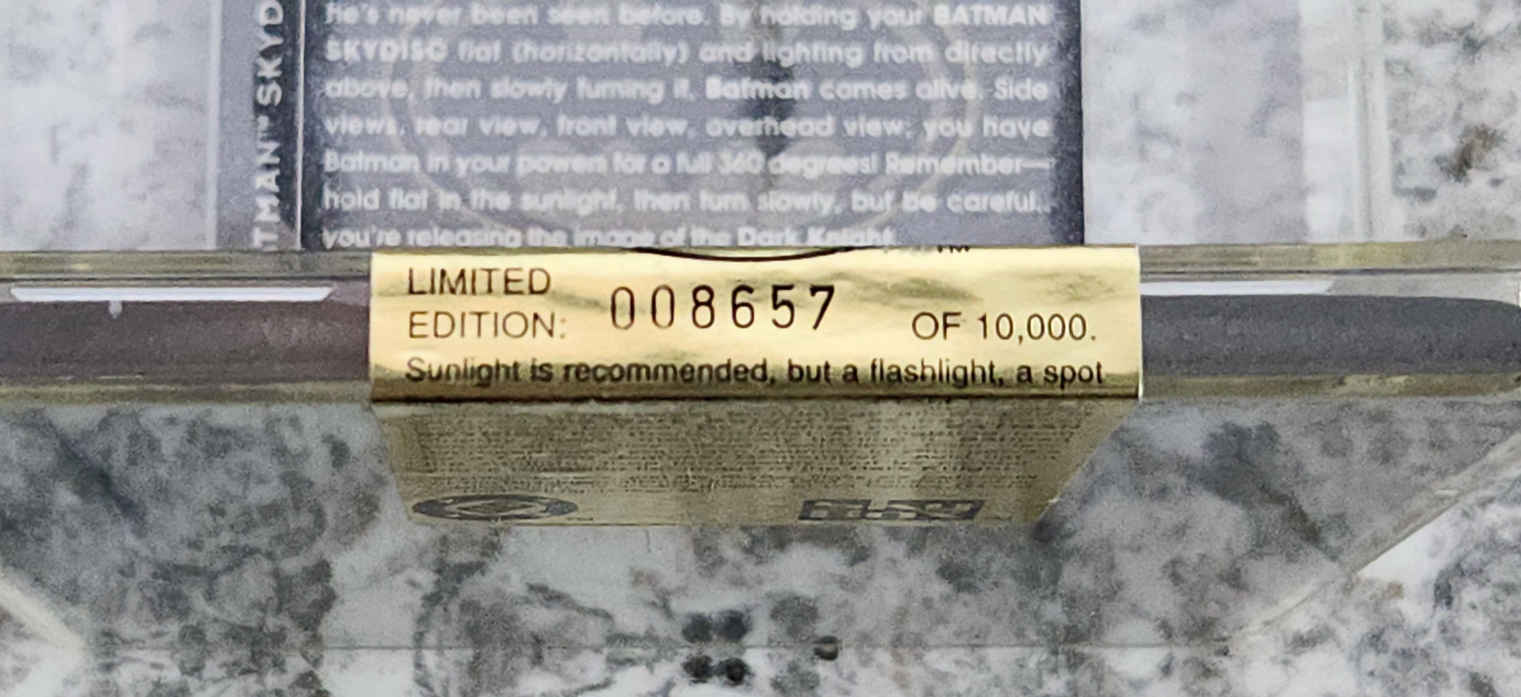 he's never been seen before. By holding your BATMAN
SKYDISC flat (horizontally) and lighting from directly
above, then slowly turning it, Batman comes alive. Side
views, rear view, front view, overhead view; you have
Batman in your powers for a full 360 degrees! Remember—
hold flat in the sunlight, then turn slowly, but be careful...
you're releasing the image of the Dark Knight
TMAN™ SKYD
LIMITED
EDITION: 008657 OF 10,000.
Sunlight is recommended, but a flashlight, a spot